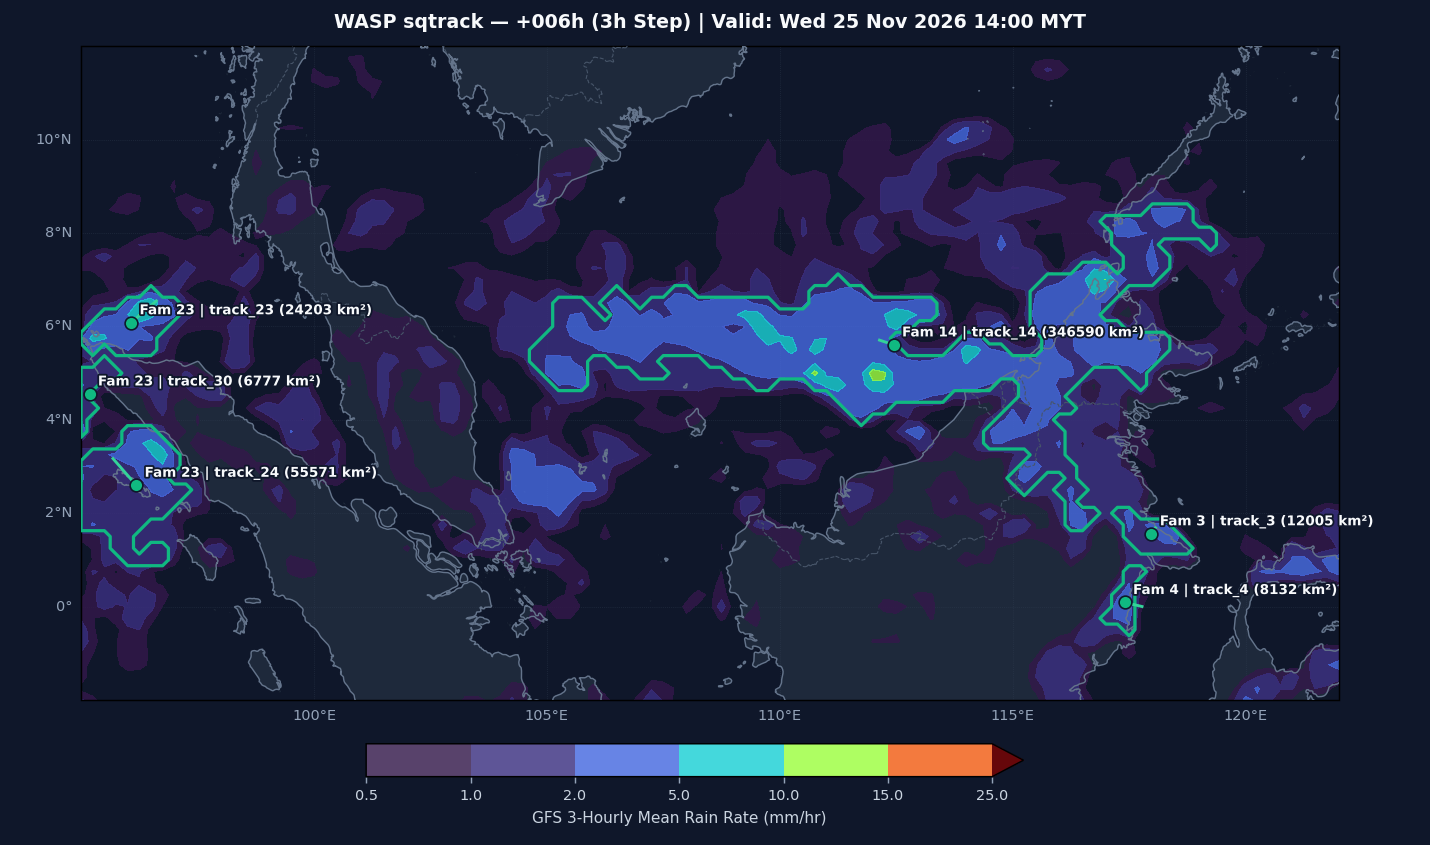 WASP sqtrack — +006h (3h Step) | Valid: Wed 25 Nov 2026 14:00 MYT
10°N
8°N
6°N
4°N
2°N
0°
Fam 23 | track_23 (24203 km²)
Fam 14 | track_14 (346590 km²)
Fam 23 | track_30 (6777 km²)
Fam 23 | track_24 (55571 km²)
Fam 3 | track_3 (12005 km²)
Fam 4 | track_4 (8132 km²)
100°E 105°E 110°E 115°E 120°E
0.5 1.0 2.0 5.0 10.0 15.0 25.0
GFS 3-Hourly Mean Rain Rate (mm/hr)